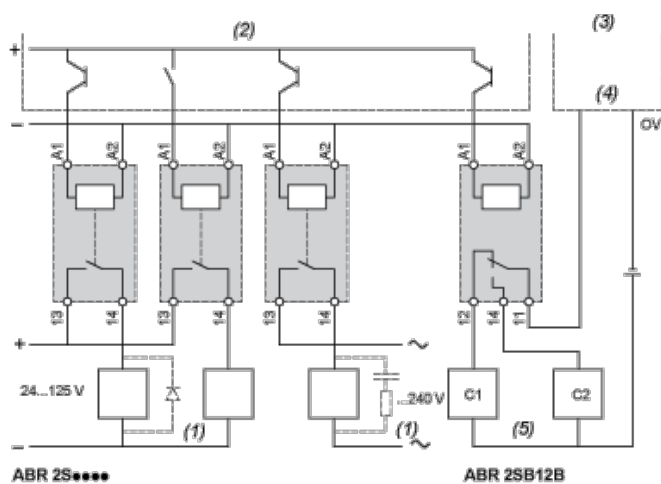 (2)
(3)
+
(4)
–
OV
A1 A2 A1 A2 A1 A2 A1 A2
13 14 13 14 13 14 12 14 11
+ ~
24...125 V ...240 V C1 C2
(1) (1) (5)
– ~
ABR 2S●●●● ABR 2SB12B